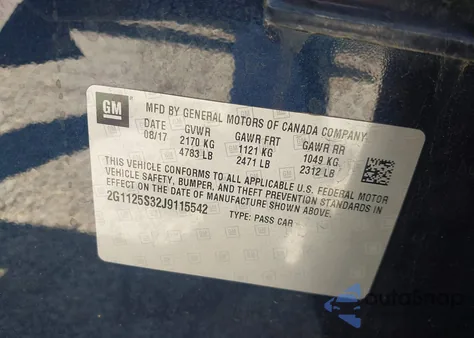 GM
MFD BY GENERAL MOTORS OF CANADA COMPANY
DATE GVWR GAWR FRT GAWR RR
08/17 2170 KG 1121 KG 1049 KG
4783 LB 2471 LB 2312 LB
THIS VEHICLE CONFORMS TO ALL APPLICABLE U.S. FEDERAL MOTOR
VEHICLE SAFETY, BUMPER, AND THEFT PREVENTION STANDARDS
IN EFFECT ON THE DATE OF MANUFACTURE SHOWN ABOVE.
2G1125S32J9115542 TYPE: PASS CAR
autoSnap